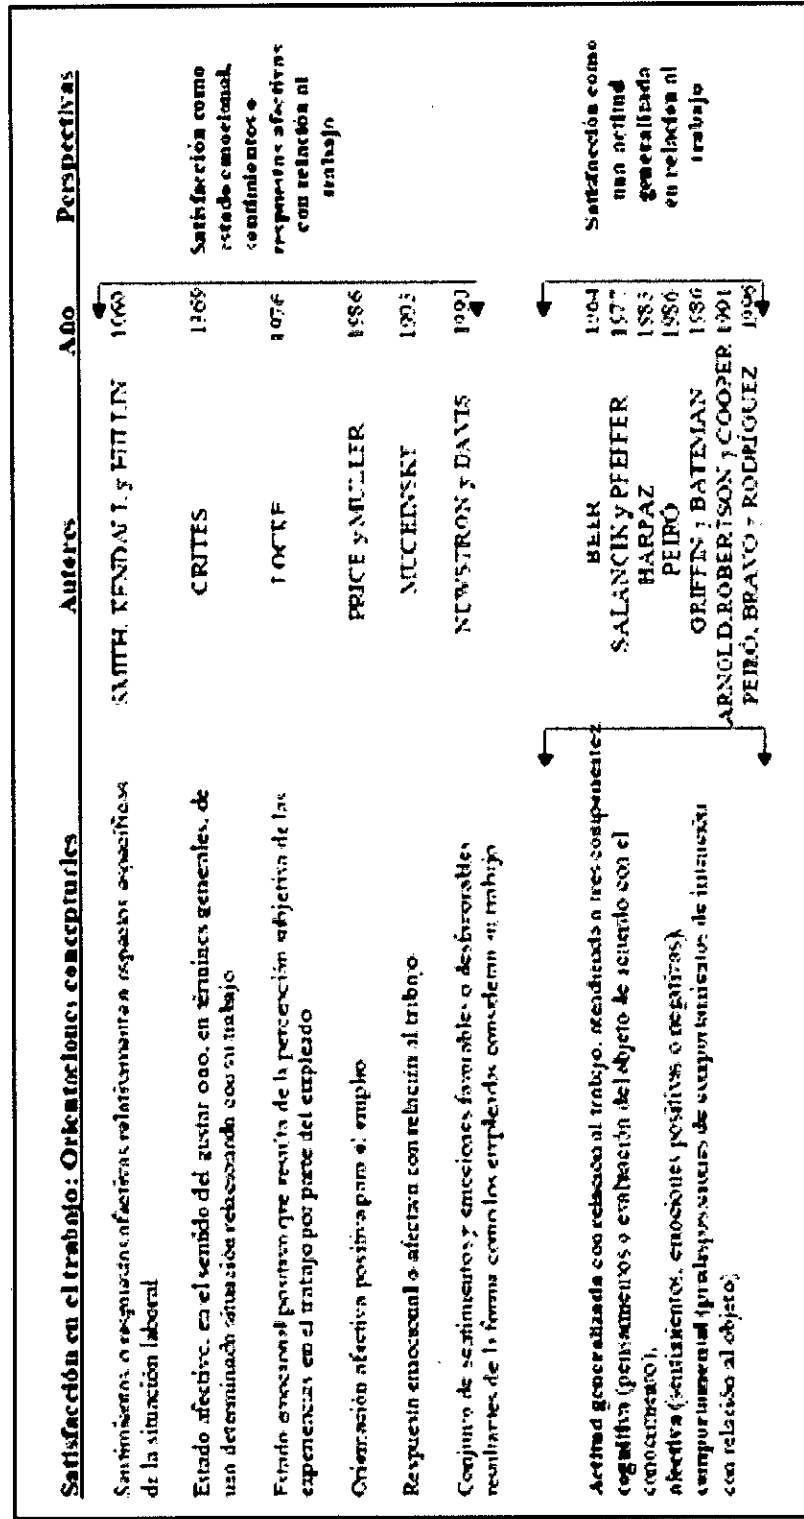 Satisfacción en el trabajo: Orientaciones conceptuales Autores Año Perspectivas
Sentimientos o respuestas afectivas relativamente a espacios específicos
de la situación laboral
SMITH, KENDALL y HULLIN 1969
Estado afectivo, en el sentido del gustar o no, en términos generales, de
una determinada situación relacionando con su trabajo
CRITES 1969
Estado emocional positivo que resulta de la percepción subjetiva de las
experiencias en el trabajo por parte del empleado
LOCKE 1976
Orientación afectiva positiva para el empleo
PRICE y MULLER 1986
Respuesta emocional o afectiva con relación al trabajo
MUCHINSKY 1993
Conjunto de sentimientos y emociones favorables o desfavorables
resultantes de la forma como los empleados consideran su trabajo
NEWSTRON y DAVIS 1993
Satisfacción como
estado emocional,
sentimientos o
respuestas afectivas
con relación al
trabajo
Actitud generalizada con relación al trabajo, atendiendo a tres componentes
cognitiva (pensamientos o evaluación del objeto de acuerdo con el
conocimiento),
afectiva (sentimientos, emociones positivas o negativas),
comportamental (predisposiciones de comportamientos de intención
con relación al objeto)
BEER 1964
SALANCIK y PFEIFFER 1977
HARPAZ 1983
PEIRÓ 1986
GRIFFIN y BATEMAN 1986
ARNOLD, ROBERTSON y COOPER 1991
PEIRÓ, BRAVO y RODRÍGUEZ 1996
Satisfacción como
una actitud
generalizada
en relación al
trabajo